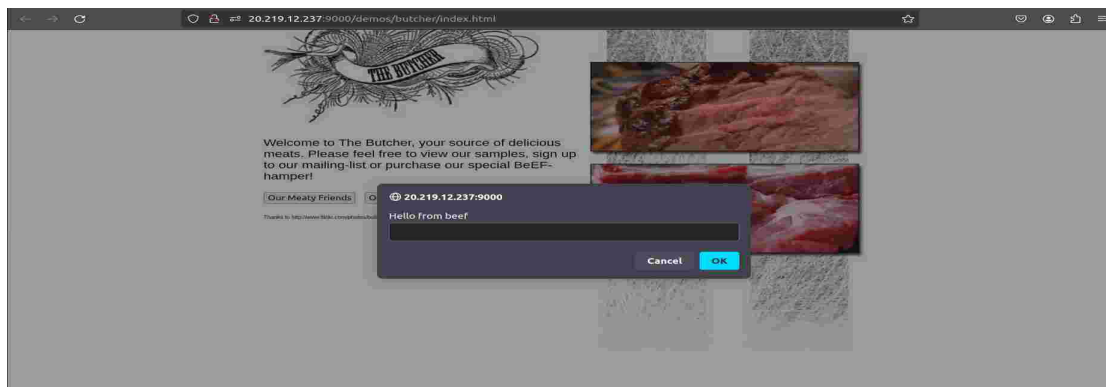 20.219.12.237:9000/demos/butcher/index.html
THE BUTCHER
Welcome to The Butcher, your source of delicious
meats. Please feel free to view our samples, sign up
to our mailing-list or purchase our special BeEF-
hamper!
Our Meaty Friends O
20.219.12.237:9000
Hello from beef
Cancel OK